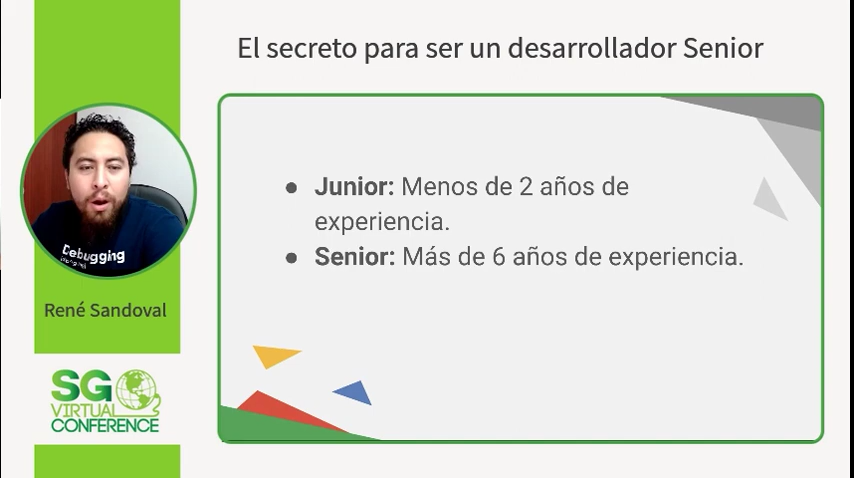 El secreto para ser un desarrollador Senior
● Junior: Menos de 2 años de
experiencia.
● Senior: Más de 6 años de experiencia.
Debugging
René Sandoval
SG
VIRTUAL
CONFERENCE